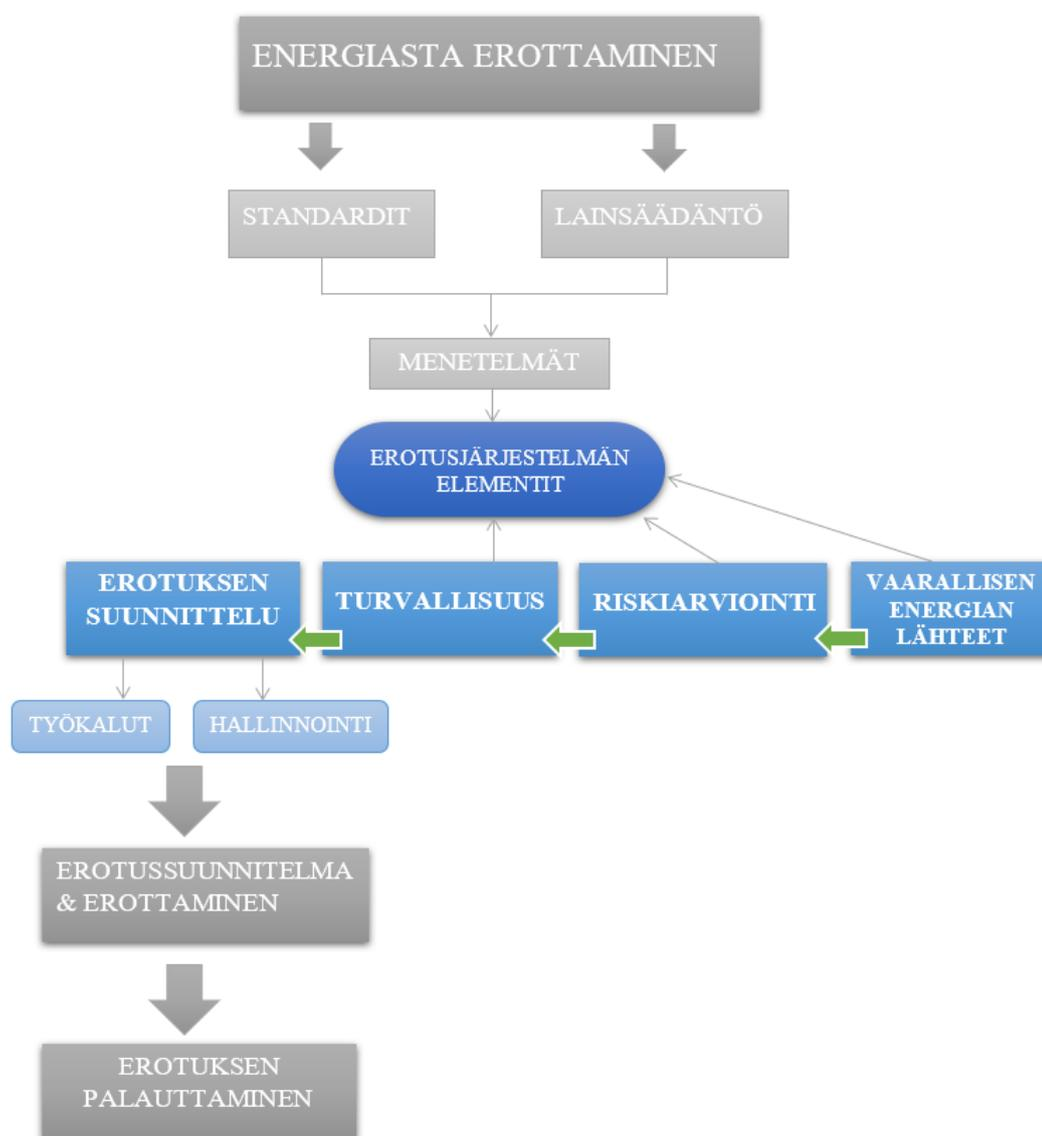 ENERGIASTA EROTTAMINEN
STANDARDIT
LAINSÄÄDÄNTÖ
MENETELMÄT
EROTUSJÄRJESTELMÄN
ELEMENTIT
EROTUKSEN
SUUNNITTELU
TURVALLISUUS
RISKIARVIOINTI
VAARALLISEN
ENERGIAN
LÄHTEET
TYÖKALUT
HALLINNOINTI
EROTUSSUUNNITELMA
& EROTTAMINEN
EROTUKSEN
PALAUTTAMINEN